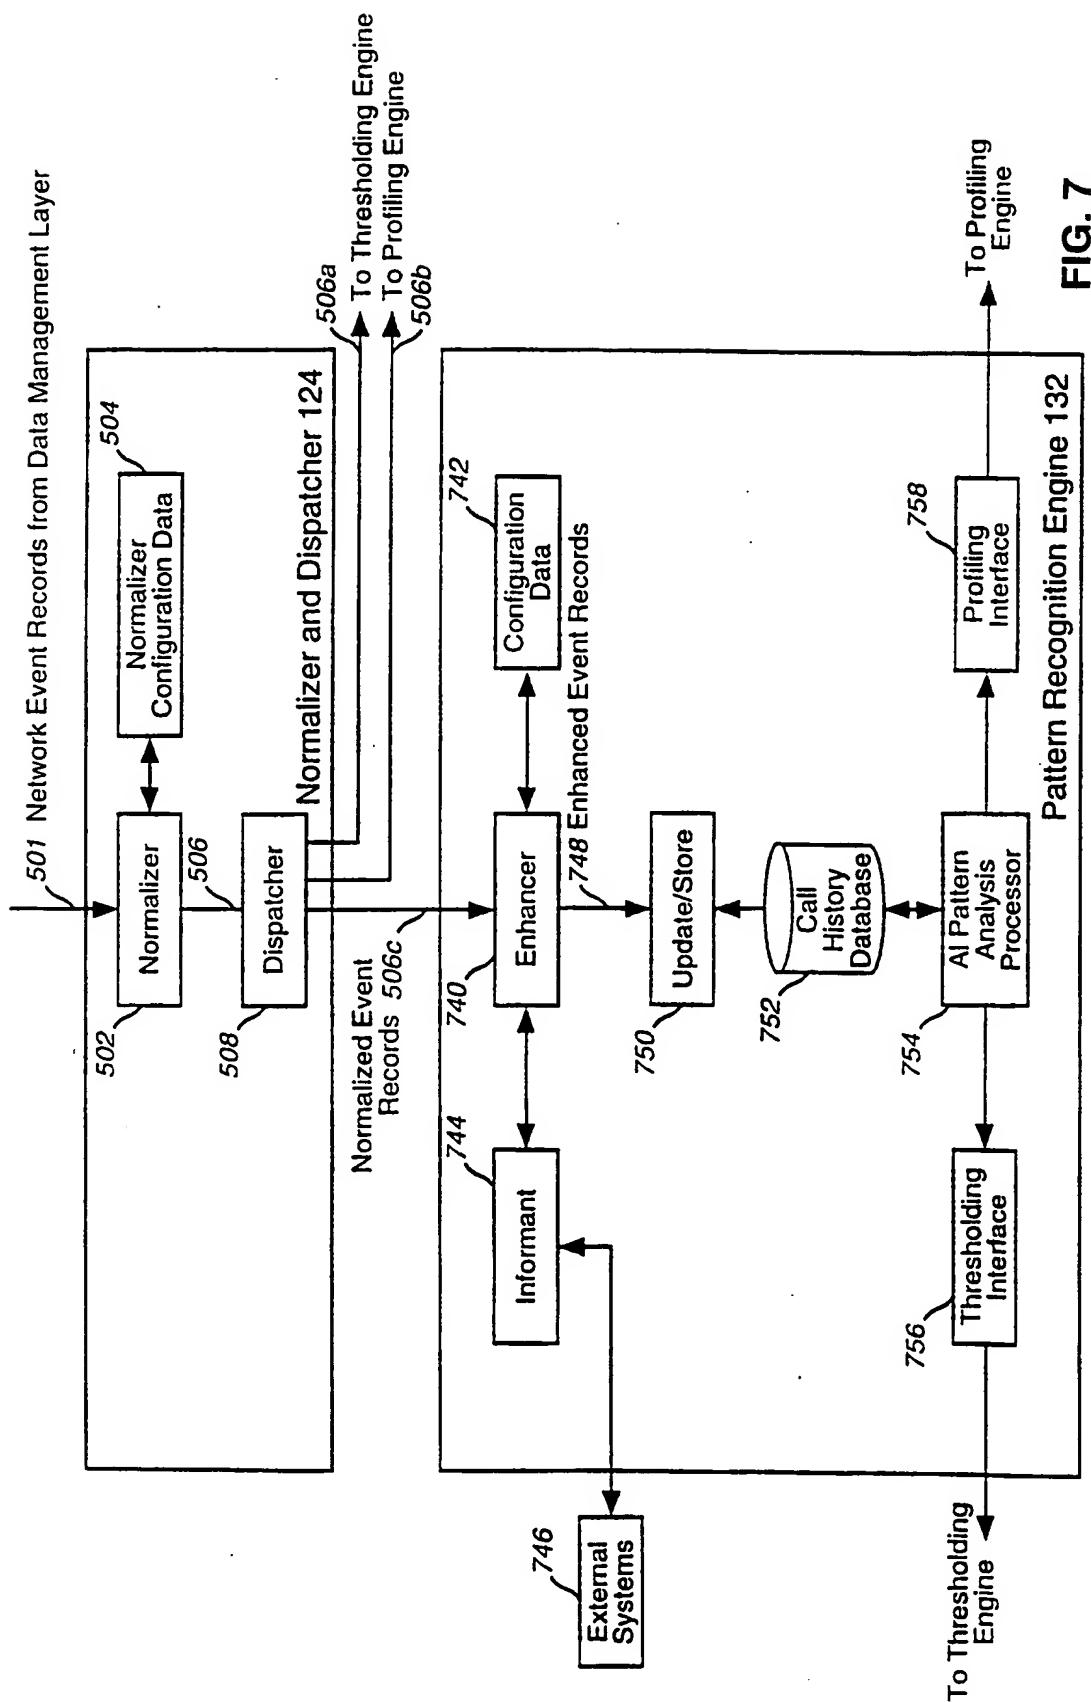 501 Network Event Records from Data Management Layer
502
Normalizer
Normalizer
Configuration Data
504
506
508
Dispatcher
Normalizer and Dispatcher 124
506a
To Thresholding Engine
To Profiling Engine
506b
Normalized Event
Records 506c
744
Informant
740
Enhancer
742
Configuration
Data
748 Enhanced Event Records
746
External
Systems
750
Update/Store
752
Call
History
Database
754
AI Pattern
Analysis
Processor
756
Thresholding
Interface
758
Profiling
Interface
Pattern Recognition Engine 132
To Thresholding
Engine
To Profiling
Engine
FIG. 7